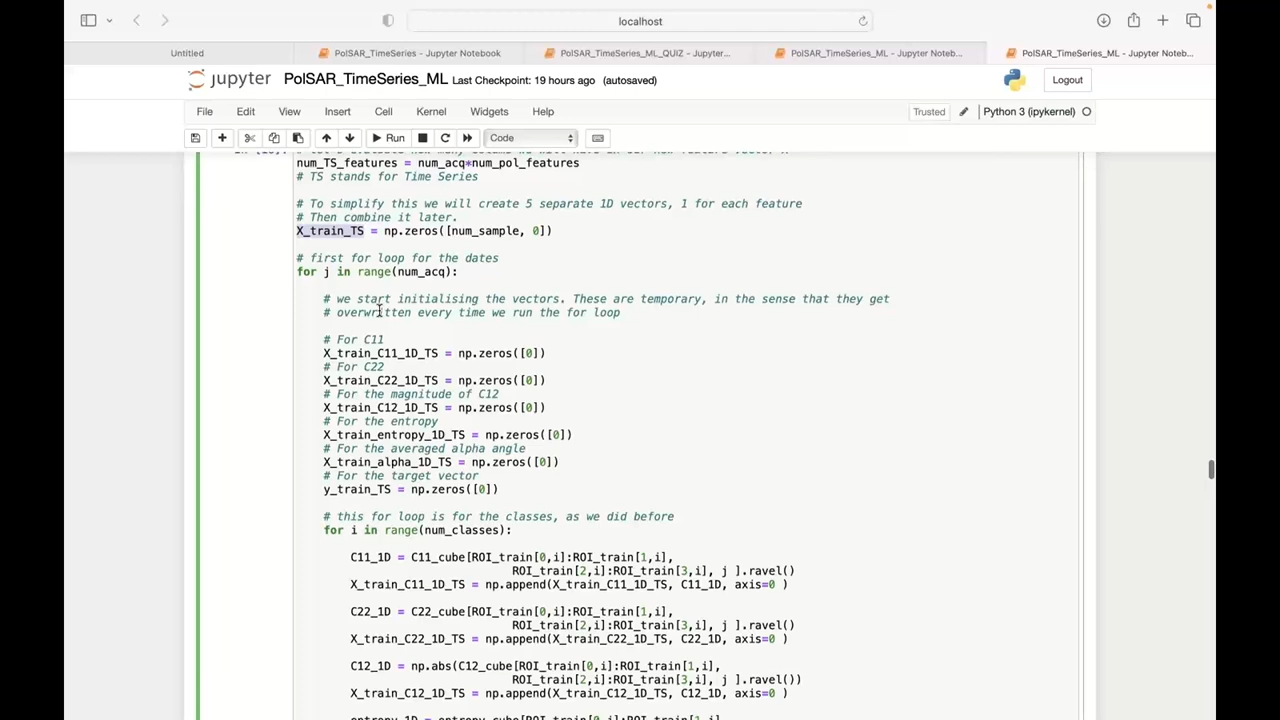 localhost
Untitled
PolSAR_TimeSeries - Jupyter Notebook
PolSAR_TimeSeries_ML_QUIZ - Jupyter...
PolSAR_TimeSeries_ML - Jupyter Noteb...
PolSAR_TimeSeries_ML - Jupyter Noteb...
jupyter PolSAR_TimeSeries_ML Last Checkpoint: 19 hours ago (autosaved)
Logout
File Edit View Insert Cell Kernel Widgets Help
Trusted Python 3 (ipykernel)
Run Code
num_TS_features = num_acq*num_pol_features
# TS stands for Time Series
# To simplify this we will create 5 separate 1D vectors, 1 for each feature
# Then combine it later.
X_train_TS = np.zeros([num_sample, 0])
# first for loop for the dates
for j in range(num_acq):
# we start initialising the vectors. These are temporary, in the sense that they get
# overwritten every time we run the for loop
# For C11
X_train_C11_1D_TS = np.zeros([0])
# For C22
X_train_C22_1D_TS = np.zeros([0])
# For the magnitude of C12
X_train_C12_1D_TS = np.zeros([0])
# For the entropy
X_train_entropy_1D_TS = np.zeros([0])
# For the averaged alpha angle
X_train_alpha_1D_TS = np.zeros([0])
# For the target vector
y_train_TS = np.zeros([0])
# this for loop is for the classes, as we did before
for i in range(num_classes):
C11_1D = C11_cube[ROI_train[0,i]:ROI_train[1,i],
ROI_train[2,i]:ROI_train[3,i], j ].ravel()
X_train_C11_1D_TS = np.append(X_train_C11_1D_TS, C11_1D, axis=0 )
C22_1D = C22_cube[ROI_train[0,i]:ROI_train[1,i],
ROI_train[2,i]:ROI_train[3,i], j ].ravel()
X_train_C22_1D_TS = np.append(X_train_C22_1D_TS, C22_1D, axis=0 )
C12_1D = np.abs(C12_cube[ROI_train[0,i]:ROI_train[1,i],
ROI_train[2,i]:ROI_train[3,i], j ].ravel())
X_train_C12_1D_TS = np.append(X_train_C12_1D_TS, C12_1D, axis=0 )